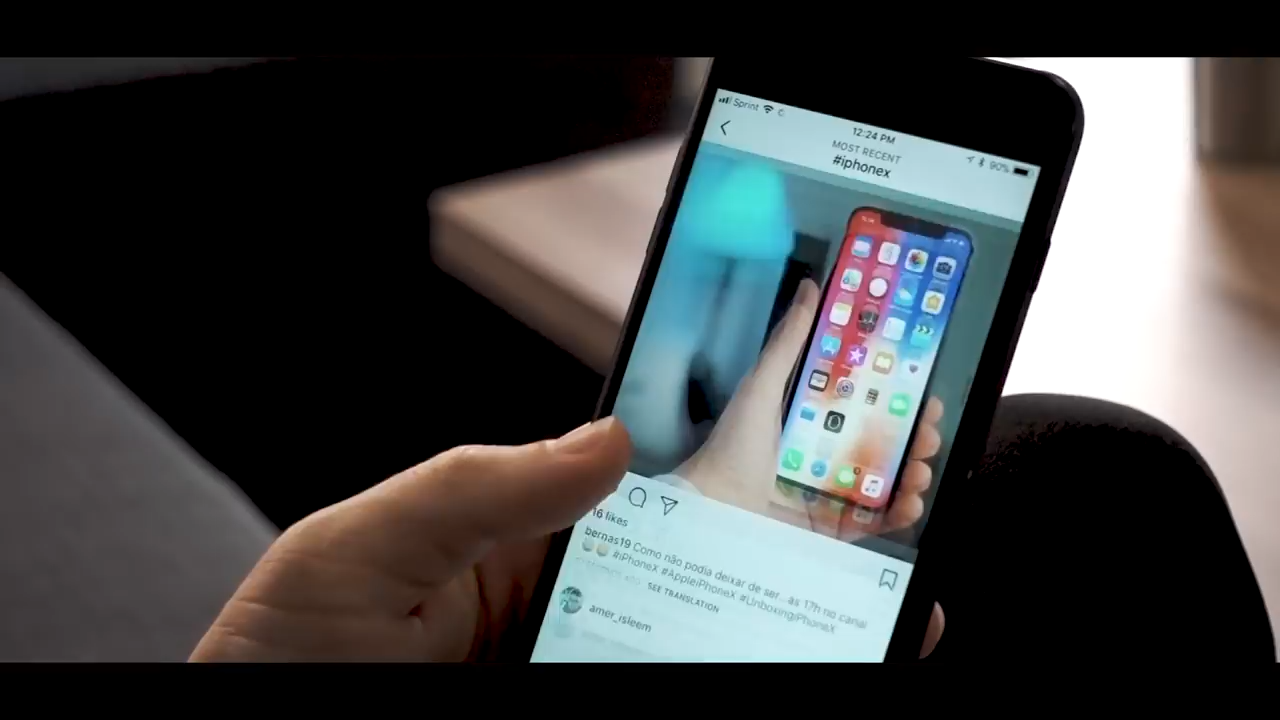 Sprint
12:24 PM
90%
MOST RECENT
#iphonex
16 likes
bernas19 Como não podia deixar de ser...às 17h no canal
#iPhoneX #AppleiPhoneX #UnboxingiPhoneX
SEE TRANSLATION
amer_isleem